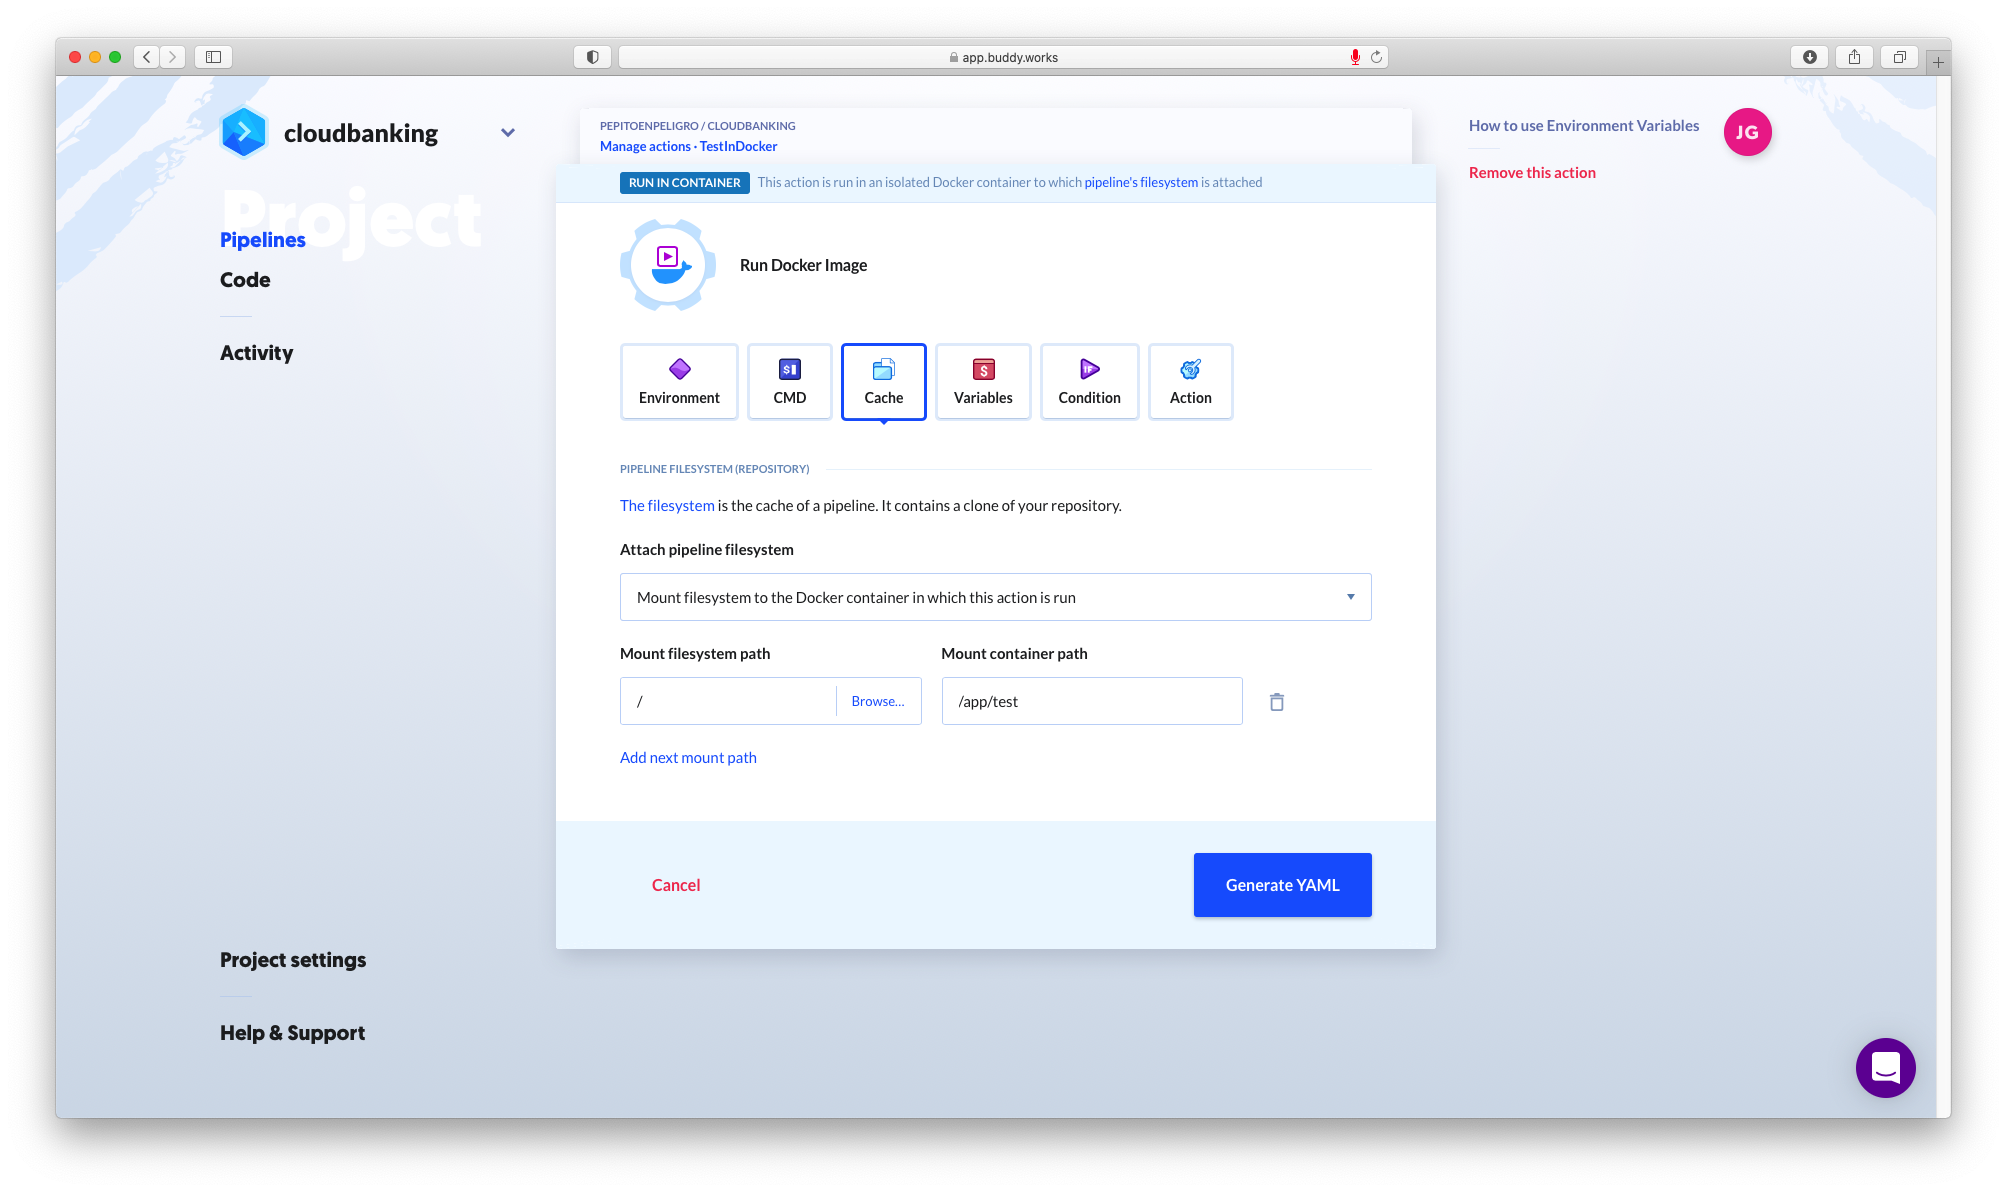 app.buddy.works
cloudbanking
Project
Pipelines
Code
Activity
Project settings
Help & Support
PEPITOENPELIGRO / CLOUDBANKING
Manage actions · TestInDocker
RUN IN CONTAINER This action is run in an isolated Docker container to which pipeline's filesystem is attached
Run Docker Image
Environment
$
CMD
Cache
$
Variables
IF
Condition
Action
PIPELINE FILESYSTEM (REPOSITORY)
The filesystem is the cache of a pipeline. It contains a clone of your repository.
Attach pipeline filesystem
Mount filesystem to the Docker container in which this action is run
Mount filesystem path Mount container path
/ Browse... /app/test
Add next mount path
Cancel Generate YAML
How to use Environment Variables
Remove this action
JG